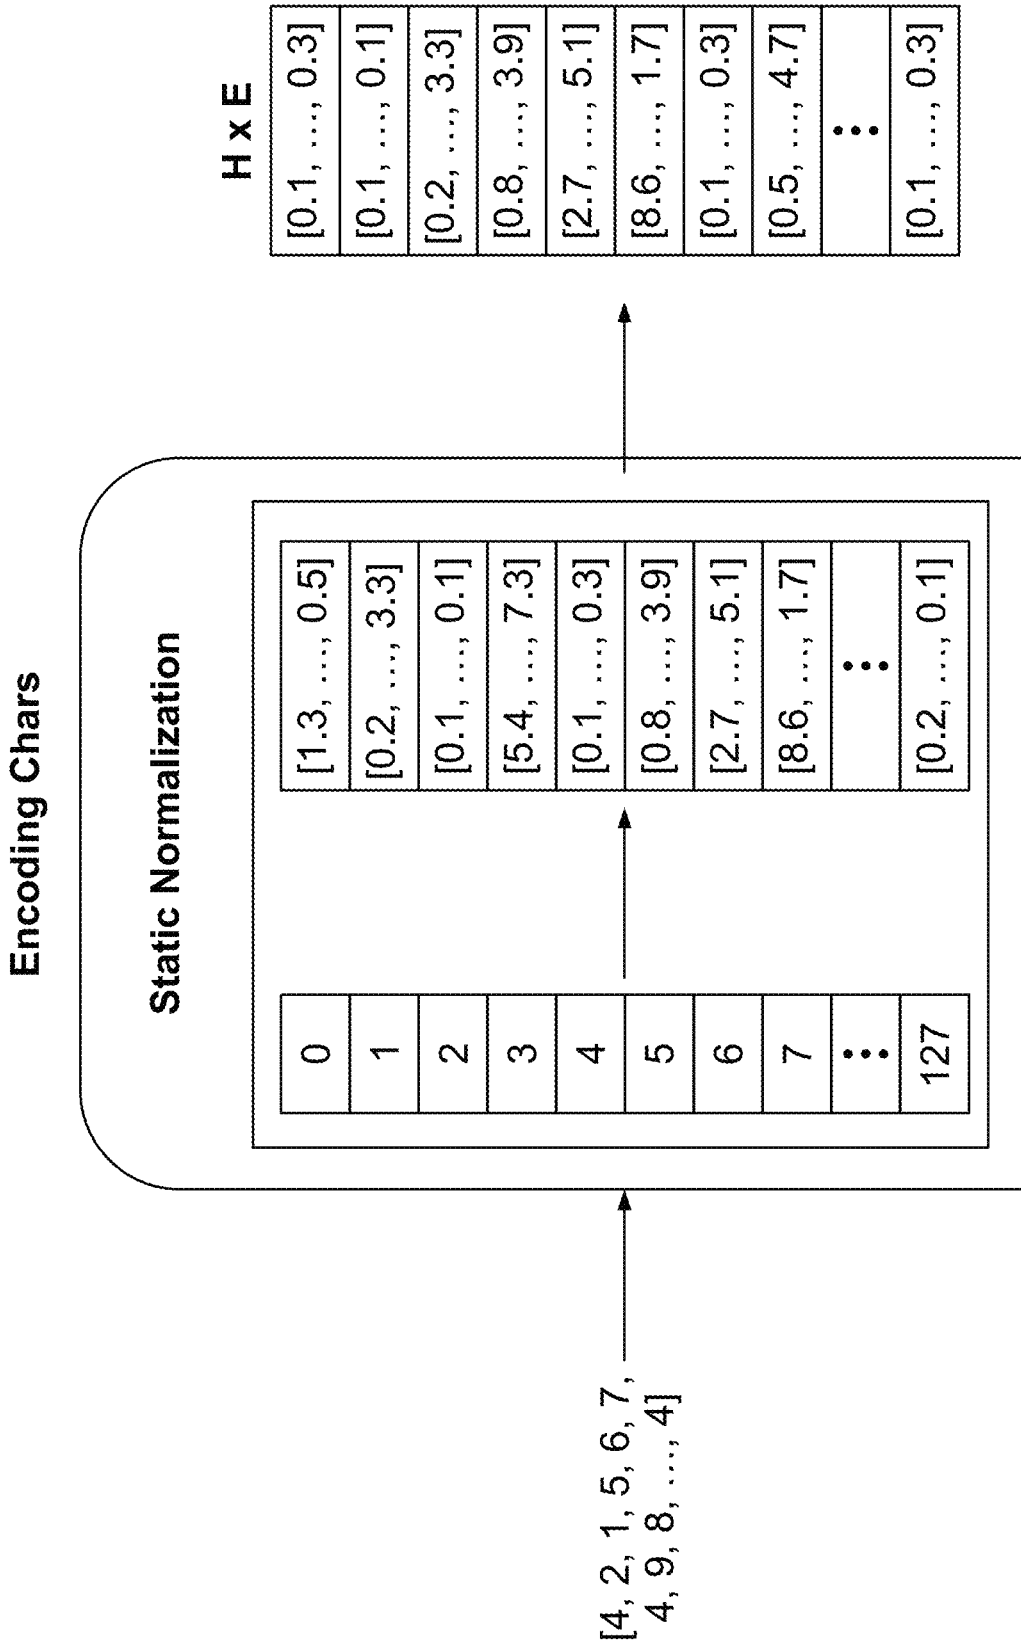 Encoding Chars
Static Normalization
H x E
[4, 2, 1, 5, 6, 7,
4, 9, 8, ..., 4]
0
1
2
3
4
5
6
7
⋮
127
[1.3, ..., 0.5]
[0.2, ..., 3.3]
[0.1, ..., 0.1]
[5.4, ..., 7.3]
[0.1, ..., 0.3]
[0.8, ..., 3.9]
[2.7, ..., 5.1]
[8.6, ..., 1.7]
⋮
[0.2, ..., 0.1]
[0.1, ..., 0.3]
[0.1, ..., 0.1]
[0.2, ..., 3.3]
[0.8, ..., 3.9]
[2.7, ..., 5.1]
[8.6, ..., 1.7]
[0.1, ..., 0.3]
[0.5, ..., 4.7]
⋮
[0.1, ..., 0.3]